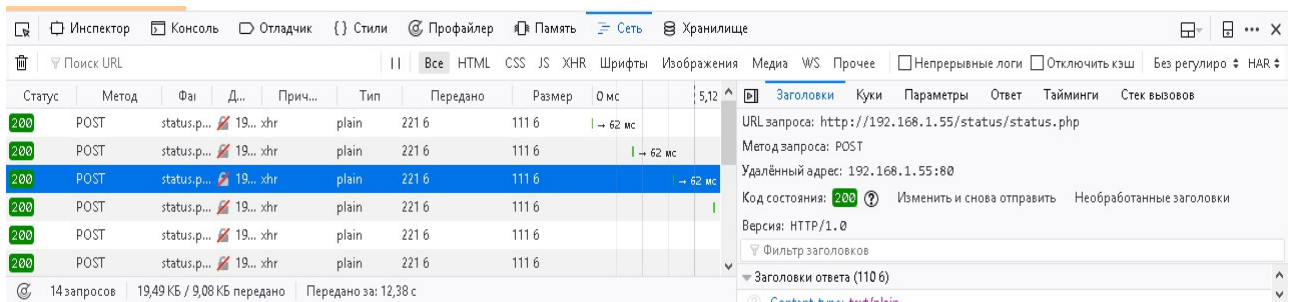 Инспектор Консоль Отладчик {} Стили Профайлер Память Сеть Хранилище
Поиск URL Все HTML CSS JS XHR Шрифты Изображения Медиа WS Прочее Непрерывные логи Отключить кэш Без регулиро HAR
Статус Метод Фаі Д... Прич... Тип Передано Размер 0 мс 5,12
200 POST status.p... 19... xhr plain 221 б 111 б → 62 мс
200 POST status.p... 19... xhr plain 221 б 111 б → 62 мс
200 POST status.p... 19... xhr plain 221 б 111 б → 62 мс
200 POST status.p... 19... xhr plain 221 б 111 б
200 POST status.p... 19... xhr plain 221 б 111 б
200 POST status.p... 19... xhr plain 221 б 111 б
14 запросов 19,49 КБ / 9,08 КБ передано Передано за: 12,38 с
Заголовки Куки Параметры Ответ Тайминги Стек вызовов
URL запроса: http://192.168.1.55/status/status.php
Метод запроса: POST
Удалённый адрес: 192.168.1.55:80
Код состояния: 200 ? Изменить и снова отправить Необработанные заголовки
Версия: HTTP/1.0
Фильтр заголовков
Заголовки ответа (110 б)
Content-type: text/plain